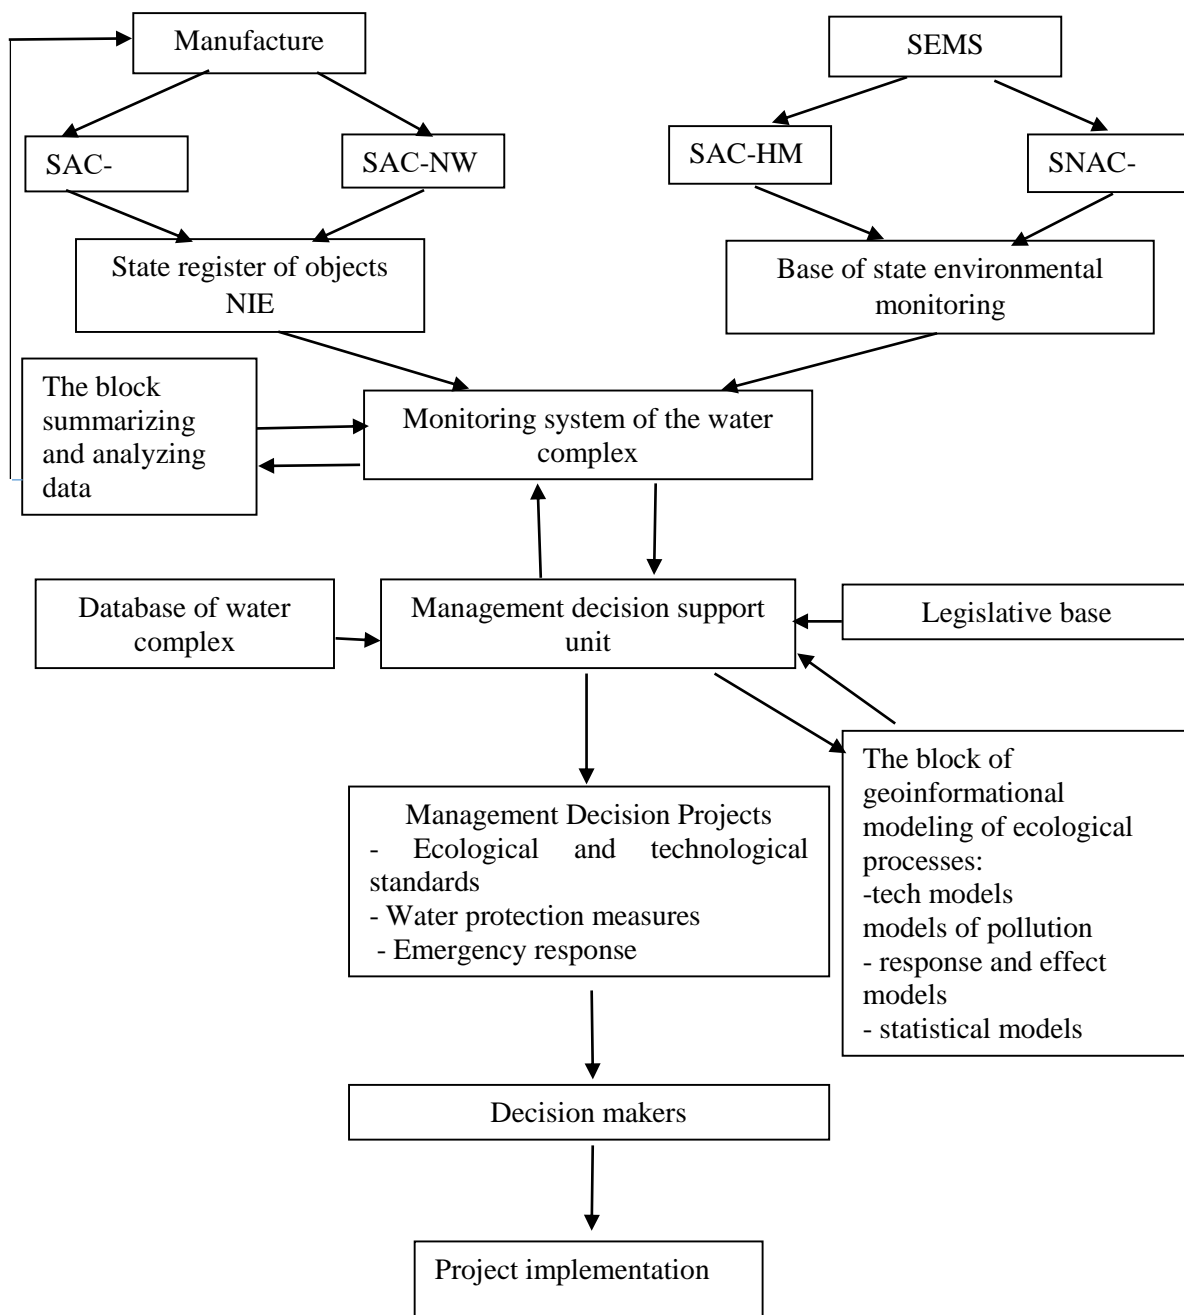 Manufacture
SEMS
SAC-
SAC-NW
SAC-HM
SNAC-
State register of objects
NIE
Base of state environmental
monitoring
The block
summarizing
and analyzing
data
Monitoring system of the water
complex
Database of water
complex
Management decision support
unit
Legislative base
Management Decision Projects
- Ecological and technological
standards
- Water protection measures
- Emergency response
The block of
geoinformational
modeling of ecological
processes:
-tech models
models of pollution
- response and effect
models
- statistical models
Decision makers
Project implementation